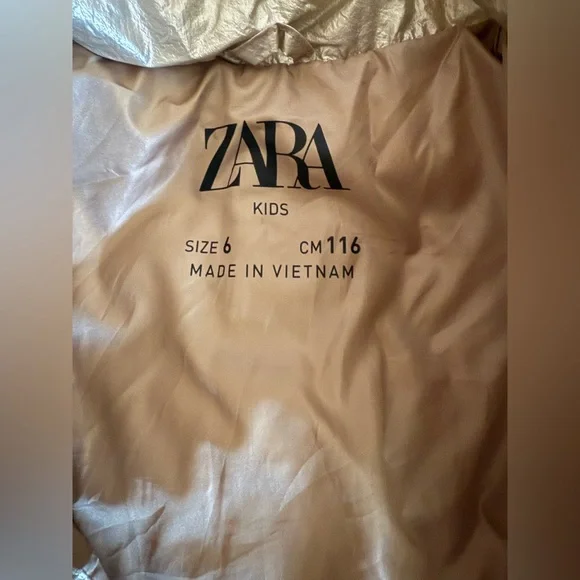 ZARA
KIDS
SIZE 6 CM 116
MADE IN VIETNAM